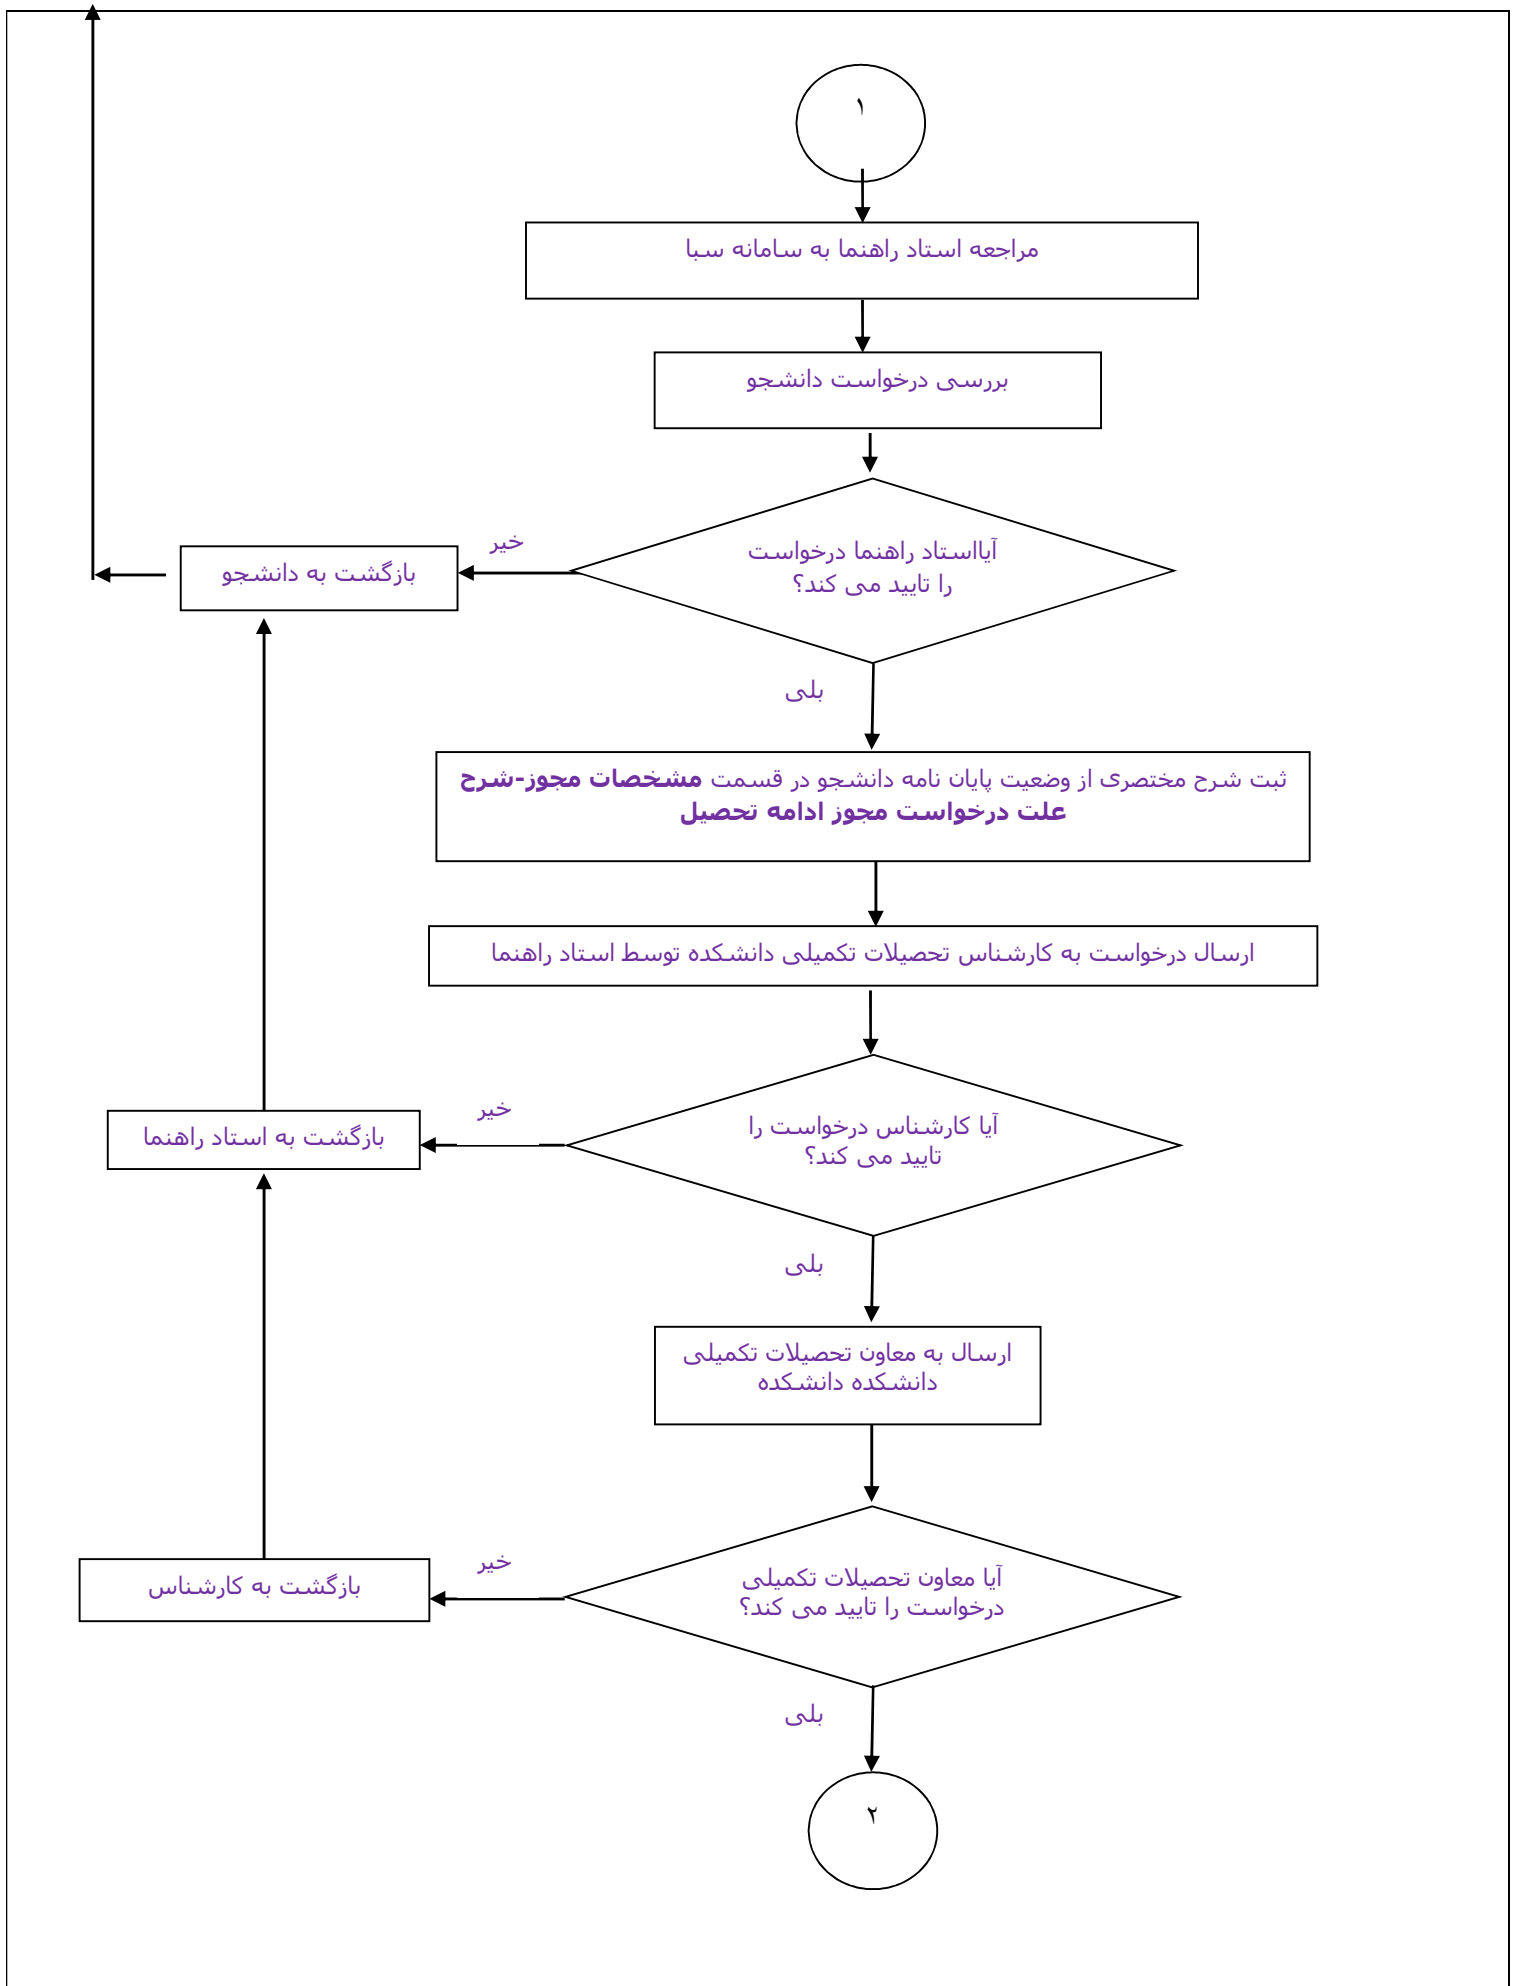 ۱
مراجعه استاد راهنما به سامانه سبا
بررسی درخواست دانشجو
آیااستاد راهنما درخواست
را تایید می کند؟
خیر
بازگشت به دانشجو
بلی
ثبت شرح مختصری از وضعیت پایان نامه دانشجو در قسمت مشخصات مجوز-شرح
علت درخواست مجوز ادامه تحصیل
ارسال درخواست به کارشناس تحصیلات تکمیلی دانشکده توسط استاد راهنما
آیا کارشناس درخواست را
تایید می کند؟
خیر
بازگشت به استاد راهنما
بلی
ارسال به معاون تحصیلات تکمیلی
دانشکده دانشکده
آیا معاون تحصیلات تکمیلی
درخواست را تایید می کند؟
خیر
بازگشت به کارشناس
بلی
۲